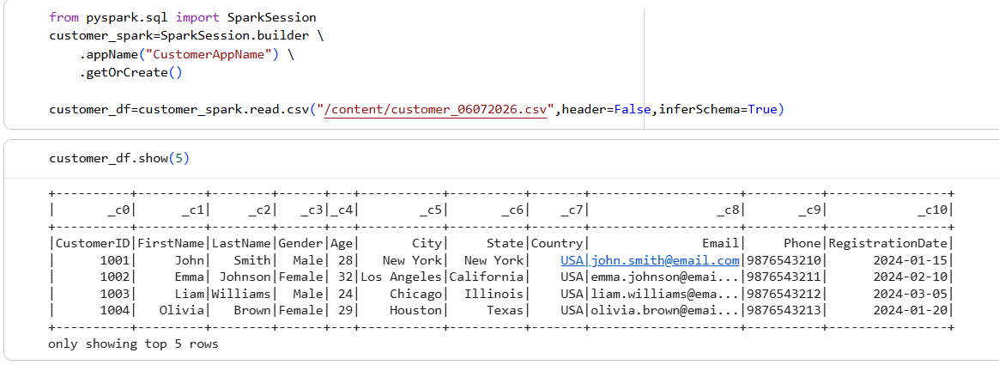 from pyspark.sql import SparkSession
customer_spark=SparkSession.builder \
    .appName("CustomerAppName") \
    .getOrCreate()

customer_df=customer_spark.read.csv("/content/customer_06072026.csv",header=False,inferSchema=True)
customer_df.show(5)
+----------+---------+--------+------+---+-----------+----------+-------+--------------------+----------+----------------+
|       _c0|      _c1|     _c2|   _c3|_c4|        _c5|       _c6|    _c7|                 _c8|       _c9|            _c10|
+----------+---------+--------+------+---+-----------+----------+-------+--------------------+----------+----------------+
|CustomerID|FirstName|LastName|Gender|Age|       City|     State|Country|               Email|     Phone|RegistrationDate|
|      1001|     John|   Smith|  Male| 28|   New York|  New York|    USA|john.smith@email.com|9876543210|      2024-01-15|
|      1002|     Emma| Johnson|Female| 32|Los Angeles|California|    USA|emma.johnson@emai...|9876543211|      2024-02-10|
|      1003|     Liam|Williams|  Male| 24|    Chicago|  Illinois|    USA|liam.williams@ema...|9876543212|      2024-03-05|
|      1004|   Olivia|   Brown|Female| 29|    Houston|     Texas|    USA|olivia.brown@emai...|9876543213|      2024-01-20|
+----------+---------+--------+------+---+-----------+----------+-------+--------------------+----------+----------------+
only showing top 5 rows